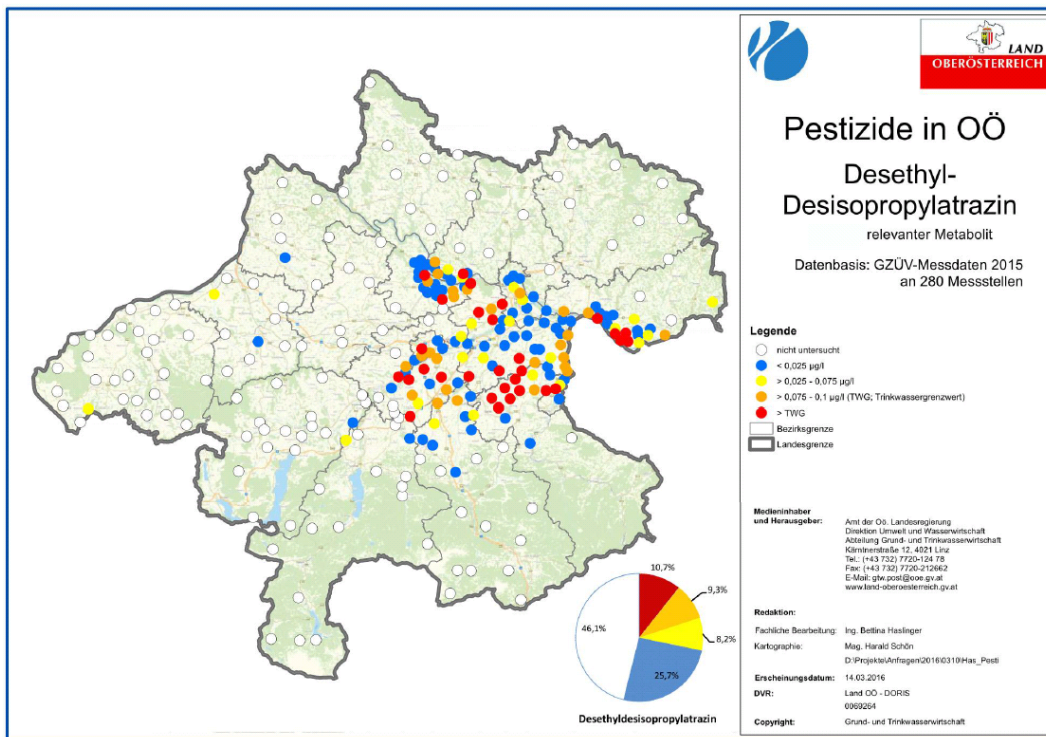 LAND
OBERÖSTERREICH
Pestizide in OÖ
Desethyl-
Desisopropylatrazin
relevanter Metabolit
Datenbasis: GZÜV-Messdaten 2015
an 280 Messstellen
Legende
nicht untersucht
< 0,025 µg/l
> 0,025 - 0,075 µg/l
> 0,075 - 0,1 µg/l (TWG; Trinkwassergrenzwert)
> TWG
Bezirksgrenze
Landesgrenze
Medieninhaber
und Herausgeber:
Amt der Oö. Landesregierung
Direktion Umwelt und Wasserwirtschaft
Abteilung Grund- und Trinkwasserwirtschaft
Kärntnerstraße 12, 4021 Linz
Tel.: (+43 732) 7720-124 78
Fax: (+43 732) 7720-212662
E-Mail: gtw.post@ooe.gv.at
www.land-oberoesterreich.gv.at
Redaktion:
Fachliche Bearbeitung: Ing. Bettina Haslinger
Kartographie: Mag. Harald Schön
D:\Projekte\Anfragen\2016\0310\Has_Pesti
Erscheinungsdatum: 14.03.2016
DVR: Land OÖ - DORIS
0069264
Copyright: Grund- und Trinkwasserwirtschaft
10,7%
9,3%
8,2%
25,7%
46,1%
Desethyldesisopropylatrazin